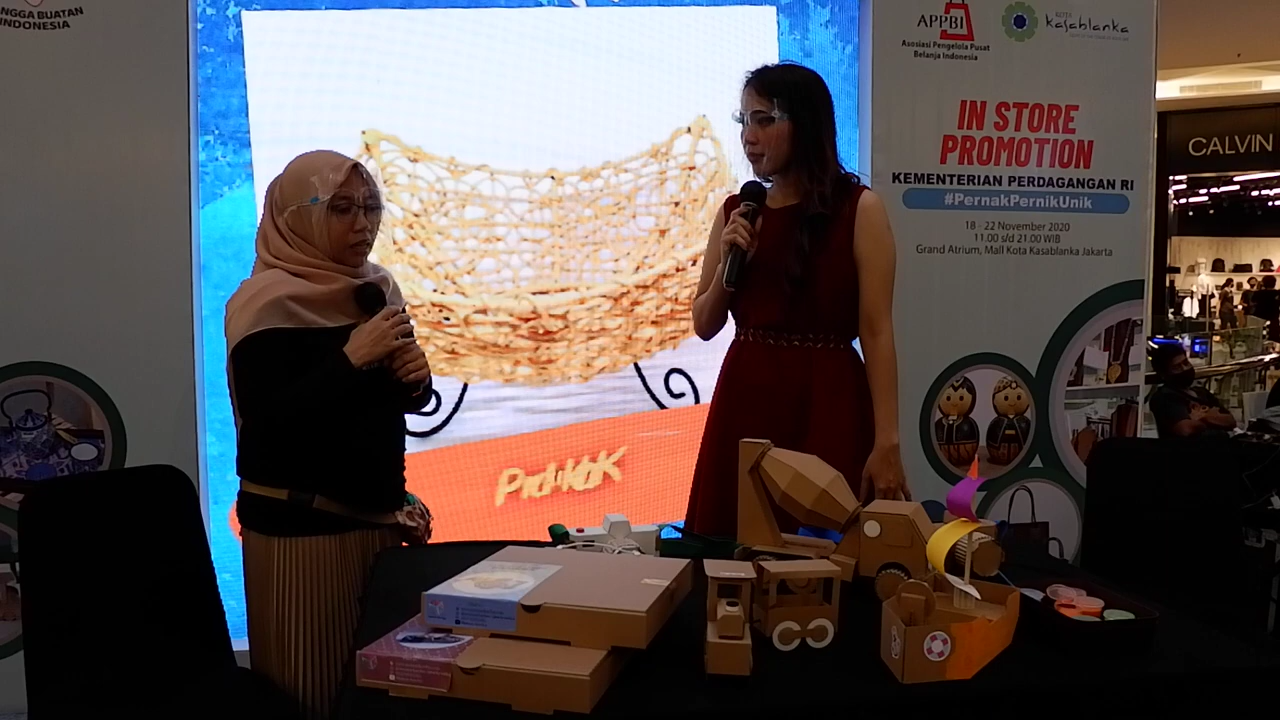 NGGA BUATAN
INDONESIA
APPBI
Asosiasi Pengelola Pusat
Belanja Indonesia
KOTA
Kasablanka
IN STORE
PROMOTION
KEMENTERIAN PERDAGANGAN RI
#PernakPernikUnik
18 - 22 November 2020
11.00 s/d 21.00 WIB
Grand Atrium, Mall Kota Kasablanka Jakarta
CALVIN